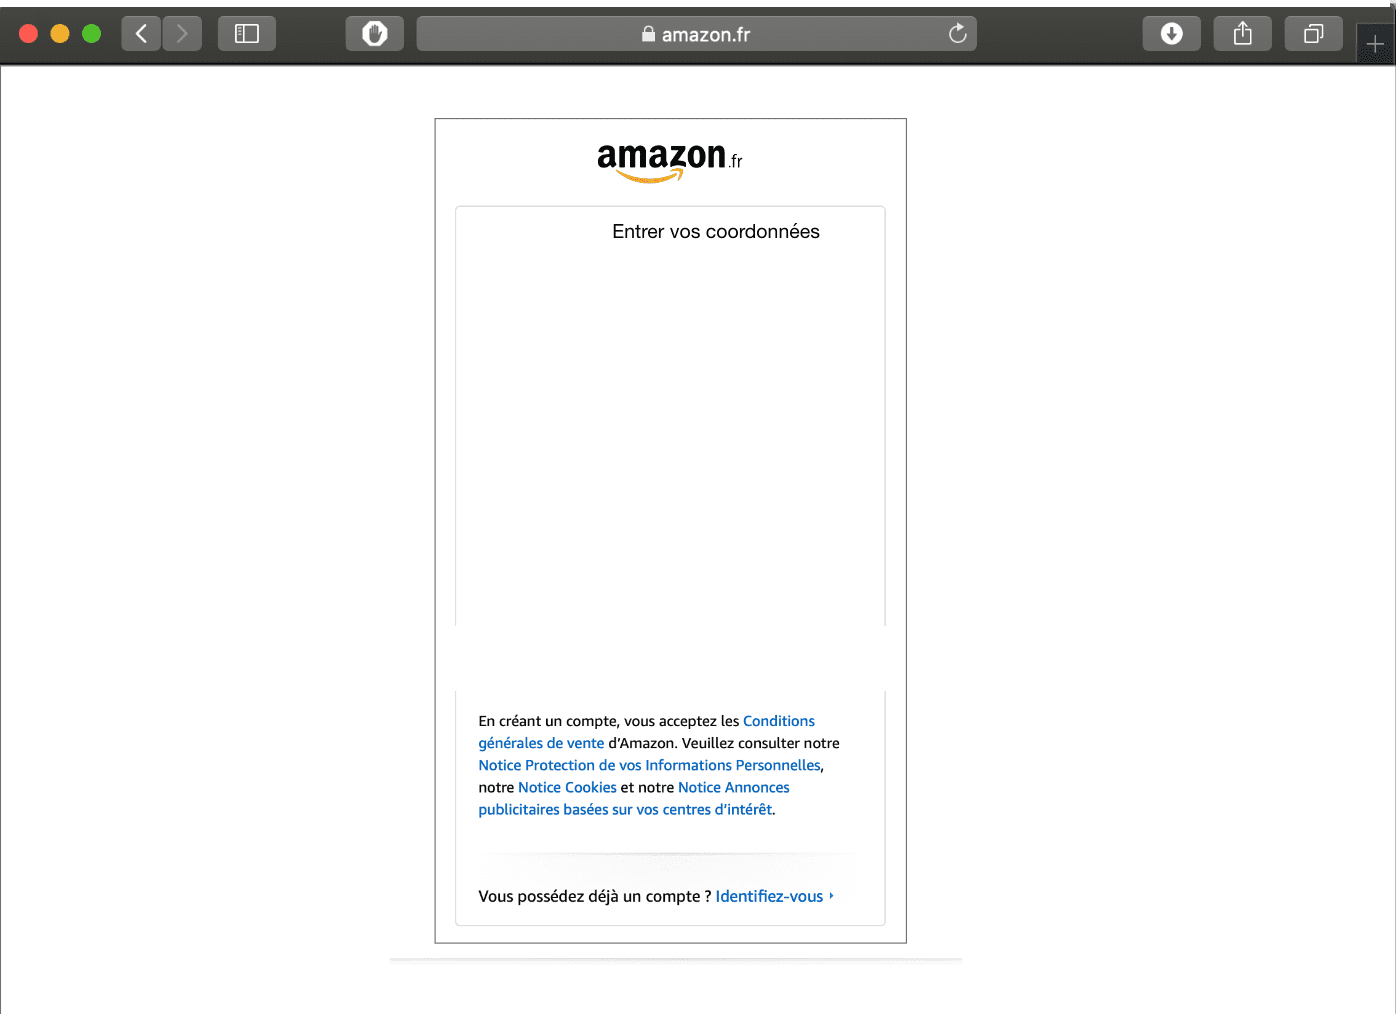 amazon.fr
amazon.fr
Entrer vos coordonnées
En créant un compte, vous acceptez les Conditions
générales de vente d’Amazon. Veuillez consulter notre
Notice Protection de vos Informations Personnelles,
notre Notice Cookies et notre Notice Annonces
publicitaires basées sur vos centres d’intérêt.
Vous possédez déjà un compte ? Identifiez-vous